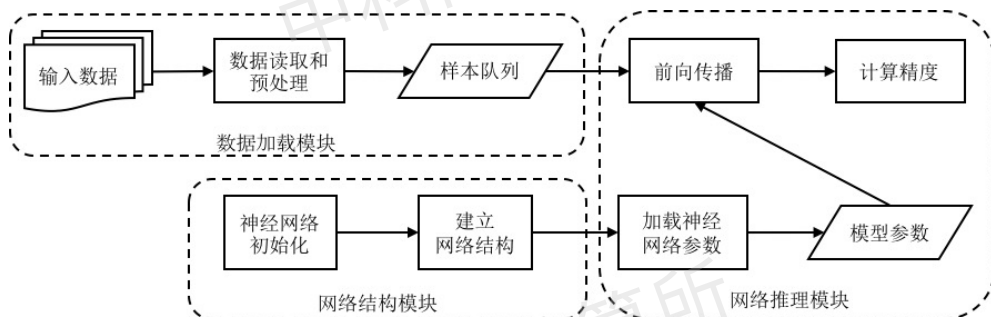 输入数据
数据读取和
预处理
样本队列
前向传播
计算精度
数据加载模块
神经网络
初始化
建立
网络结构
加载神经
网络参数
模型参数
网络结构模块
网络推理模块